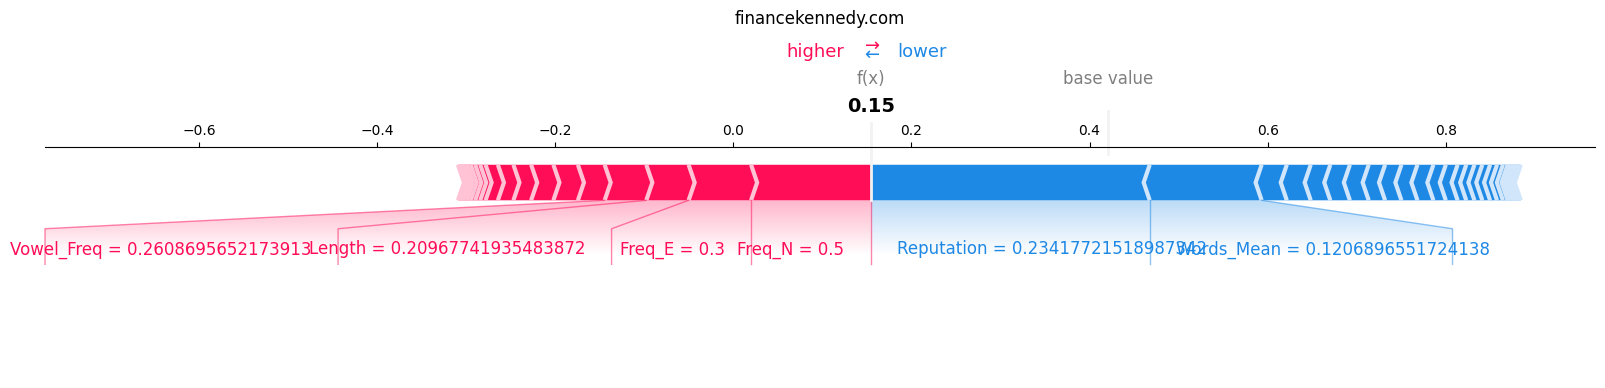 financekennedy.com
higher → ← lower
f(x) base value
0.15
−0.6 −0.4 −0.2 0.0 0.2 0.4 0.6 0.8
Vowel_Freq = 0.2608695652173913 Length = 0.20967741935483872 Freq_E = 0.3 Freq_N = 0.5 Reputation = 0.23417721518987342 Words_Mean = 0.1206896551724138